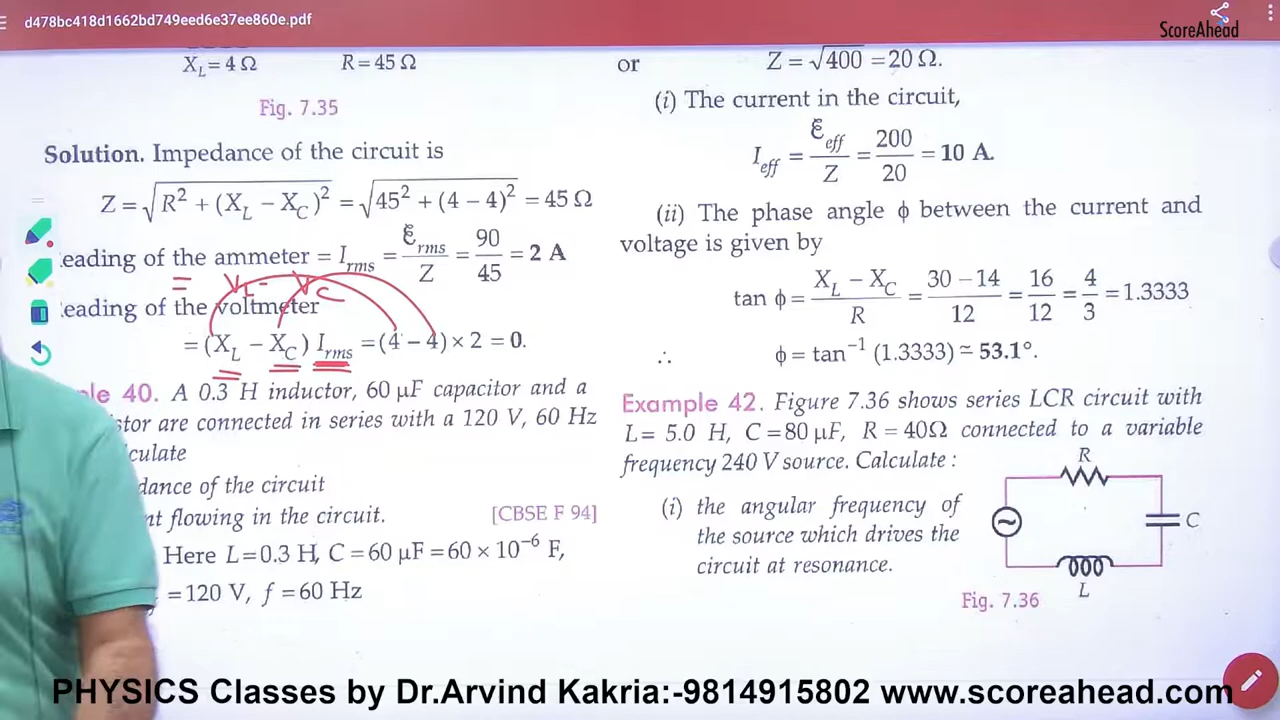 d478bc418d1662bd749eed6e37ee860e.pdf
ScoreAhead
X_L = 4 Ω R = 45 Ω
Fig. 7.35
Solution. Impedance of the circuit is
Z = √(R² + (X_L − X_C)²) = √(45² + (4 − 4)²) = 45 Ω
eading of the ammeter = I_rms = ℰ_rms / Z = 90 / 45 = 2 A
V_L - V_C
eading of the voltmeter
= (X_L − X_C) I_rms = (4 − 4) × 2 = 0.
le 40. A 0.3 H inductor, 60 μF capacitor and a
stor are connected in series with a 120 V, 60 Hz
culate
dance of the circuit
nt flowing in the circuit. [CBSE F 94]
Here L = 0.3 H, C = 60 μF = 60 × 10⁻⁶ F,
= 120 V, f = 60 Hz
or Z = √400 = 20 Ω.
(i) The current in the circuit,
I_eff = ℰ_eff / Z = 200 / 20 = 10 A.
(ii) The phase angle ϕ between the current and
voltage is given by
tan ϕ = (X_L − X_C) / R = (30 − 14) / 12 = 16 / 12 = 4 / 3 = 1.3333
∴ ϕ = tan⁻¹ (1.3333) ≃ 53.1°.
Example 42. Figure 7.36 shows series LCR circuit with
L = 5.0 H, C = 80 μF, R = 40Ω connected to a variable
frequency 240 V source. Calculate :
(i) the angular frequency of
the source which drives the
circuit at resonance.
R
C
L
Fig. 7.36
PHYSICS Classes by Dr.Arvind Kakria:-9814915802 www.scoreahead.com